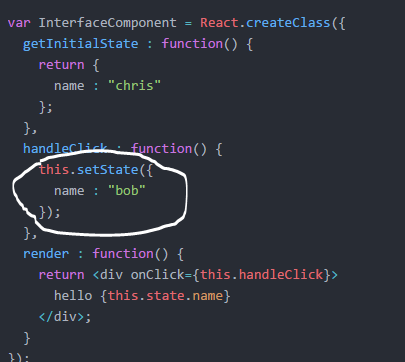 var InterfaceComponent = React.createClass({
  getInitialState : function() {
    return {
      name : "chris"
    };
  },
  handleClick : function() {
    this.setState({
      name : "bob"
    });
  },
  render : function() {
    return <div onClick={this.handleClick}>
      hello {this.state.name}
    </div>;
  }
});